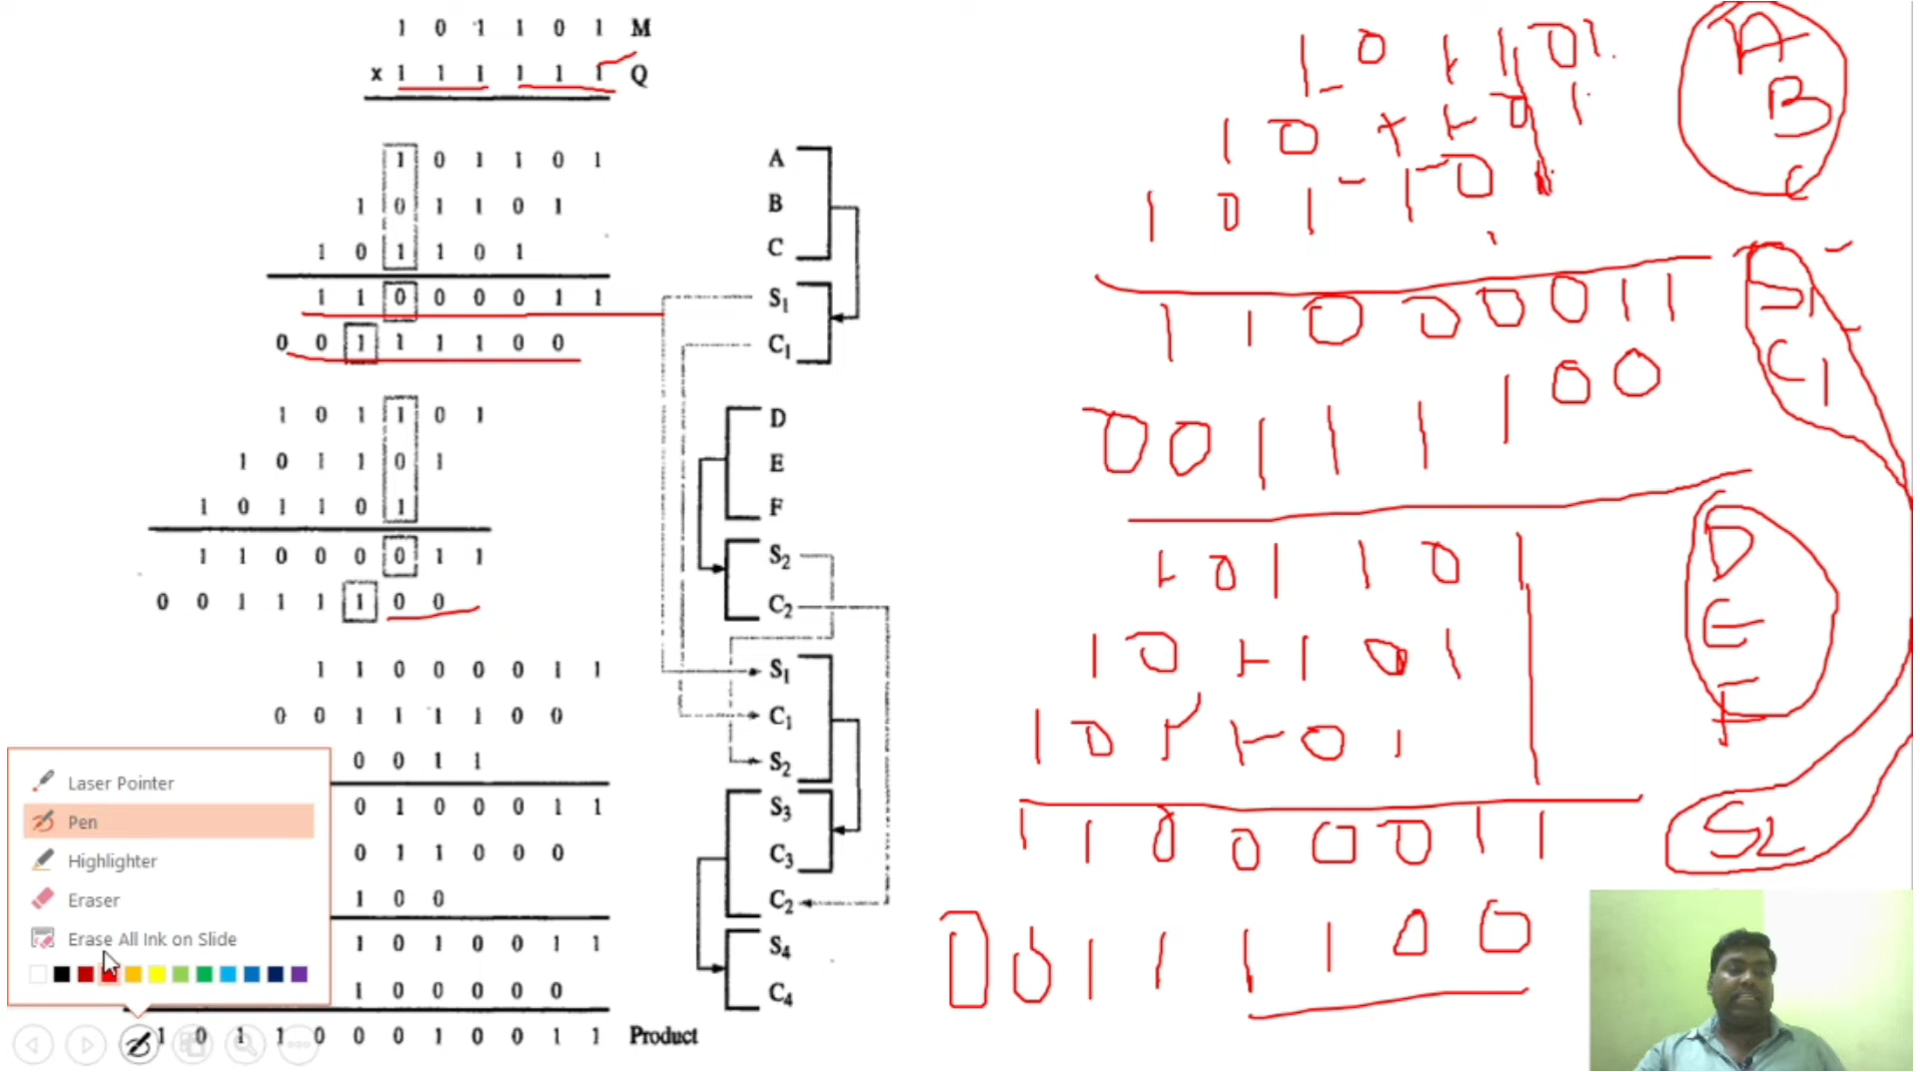 1 0 1 1 0 1 M
x 1 1 1 1 1 1 Q
1 0 1 1 0 1 A
1 0 1 1 0 1 B
1 0 1 1 0 1 C
1 1 0 0 0 0 1 1 S1
0 0 1 1 1 1 0 0 C1
1 0 1 1 0 1 D
1 0 1 1 0 1 E
1 0 1 1 0 1 F
1 1 0 0 0 0 1 1 S2
0 0 1 1 1 1 0 0 C2
1 1 0 0 0 0 1 1 S1
0 0 1 1 1 1 0 0 C1
0 0 1 1 S2
0 1 0 0 0 1 1 S3
0 1 1 0 0 0 C3
1 0 0 C2
1 0 1 0 0 1 1 S4
1 0 0 0 0 0 C4
1 0 1 1 0 0 0 1 0 0 1 1 Product
Laser Pointer
Pen
Highlighter
Eraser
Erase All Ink on Slide
1 0 1 1 0 1 A
1 0 1 1 0 1 B
1 0 1 1 0 1 C
1 1 0 0 0 0 1 1 S1
0 0 1 1 1 1 0 0 C1
1 0 1 1 0 1 D
1 0 1 1 0 1 E
1 0 1 1 0 1 F
1 1 0 0 0 0 1 1 S2
0 0 1 1 1 1 0 0